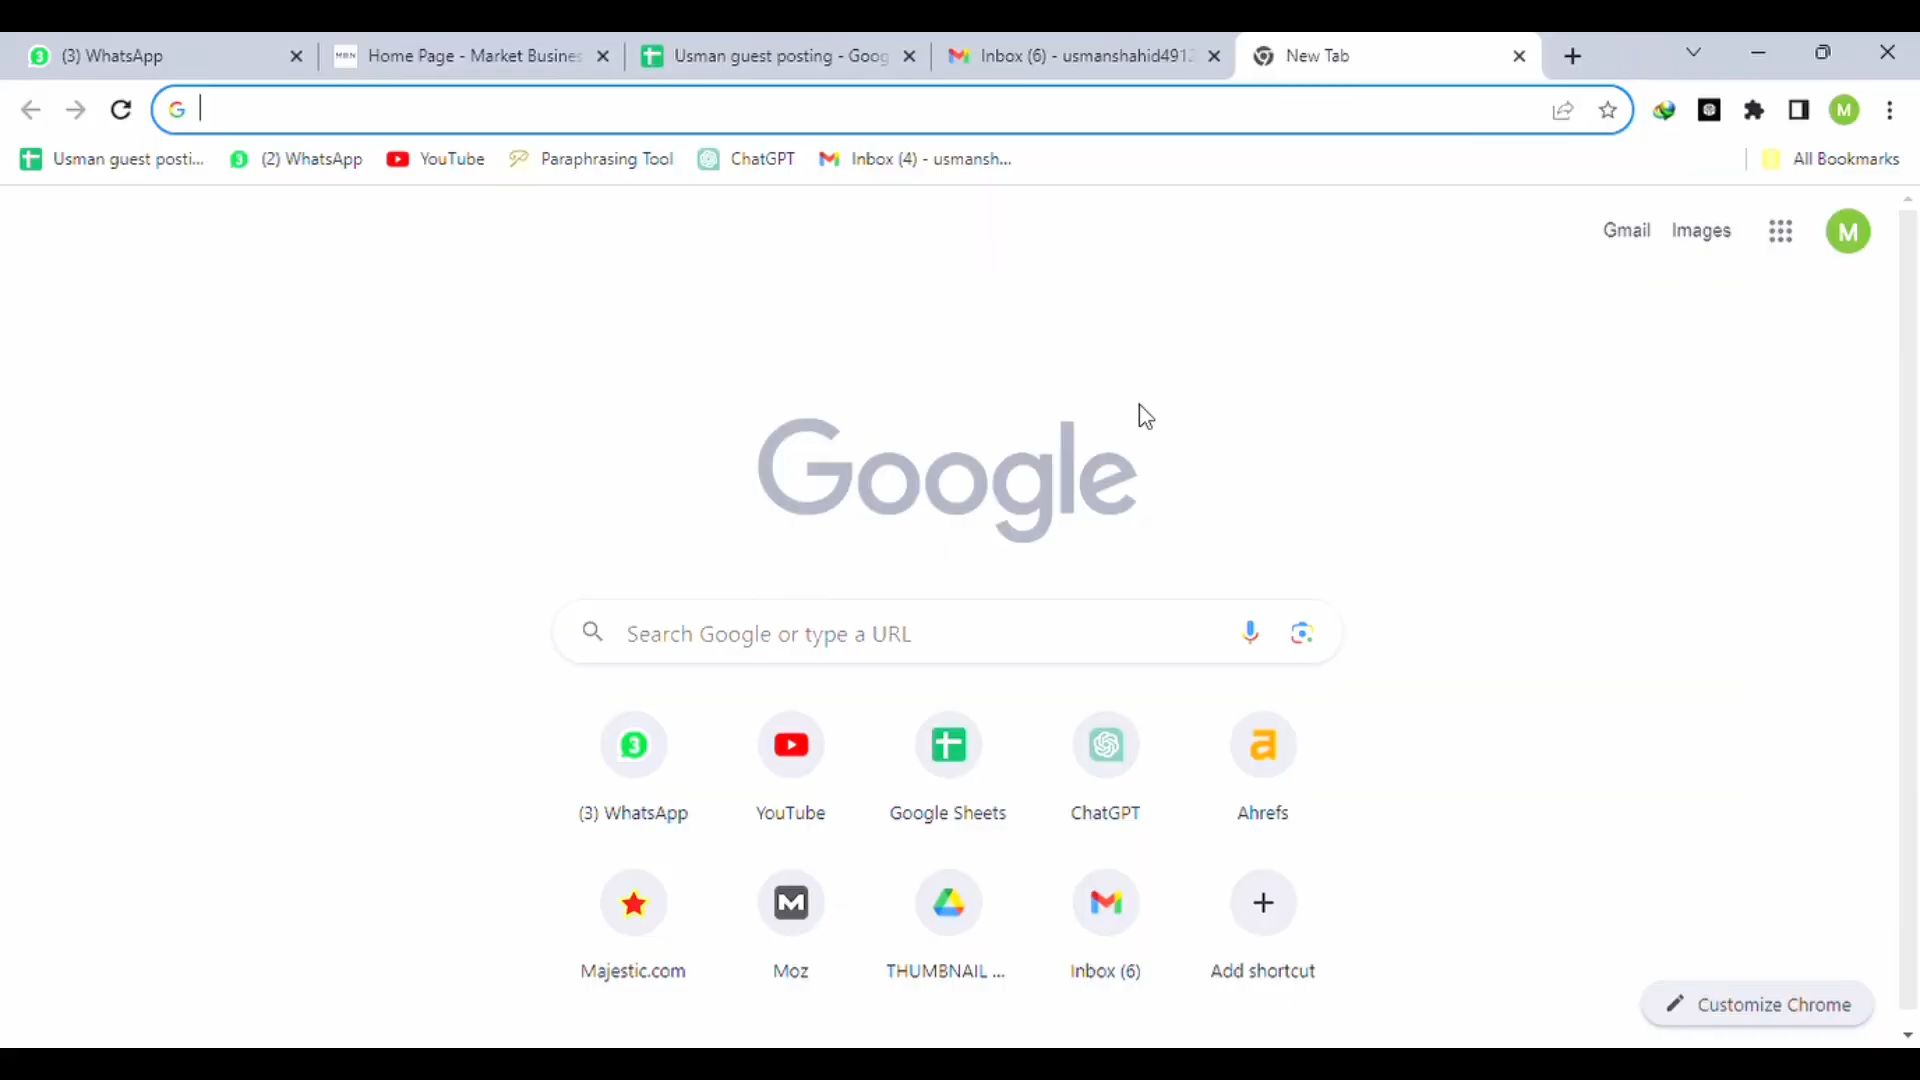 (3) WhatsApp
Home Page - Market Busines
Usman guest posting - Goog
Inbox (6) - usmanshahid491
New Tab
M
Usman guest posti...
(2) WhatsApp
YouTube
Paraphrasing Tool
ChatGPT
Inbox (4) - usmansh...
All Bookmarks
Gmail
Images
M
Google
Search Google or type a URL
(3) WhatsApp
YouTube
Google Sheets
ChatGPT
Ahrefs
Majestic.com
Moz
THUMBNAIL ...
Inbox (6)
Add shortcut
Customize Chrome